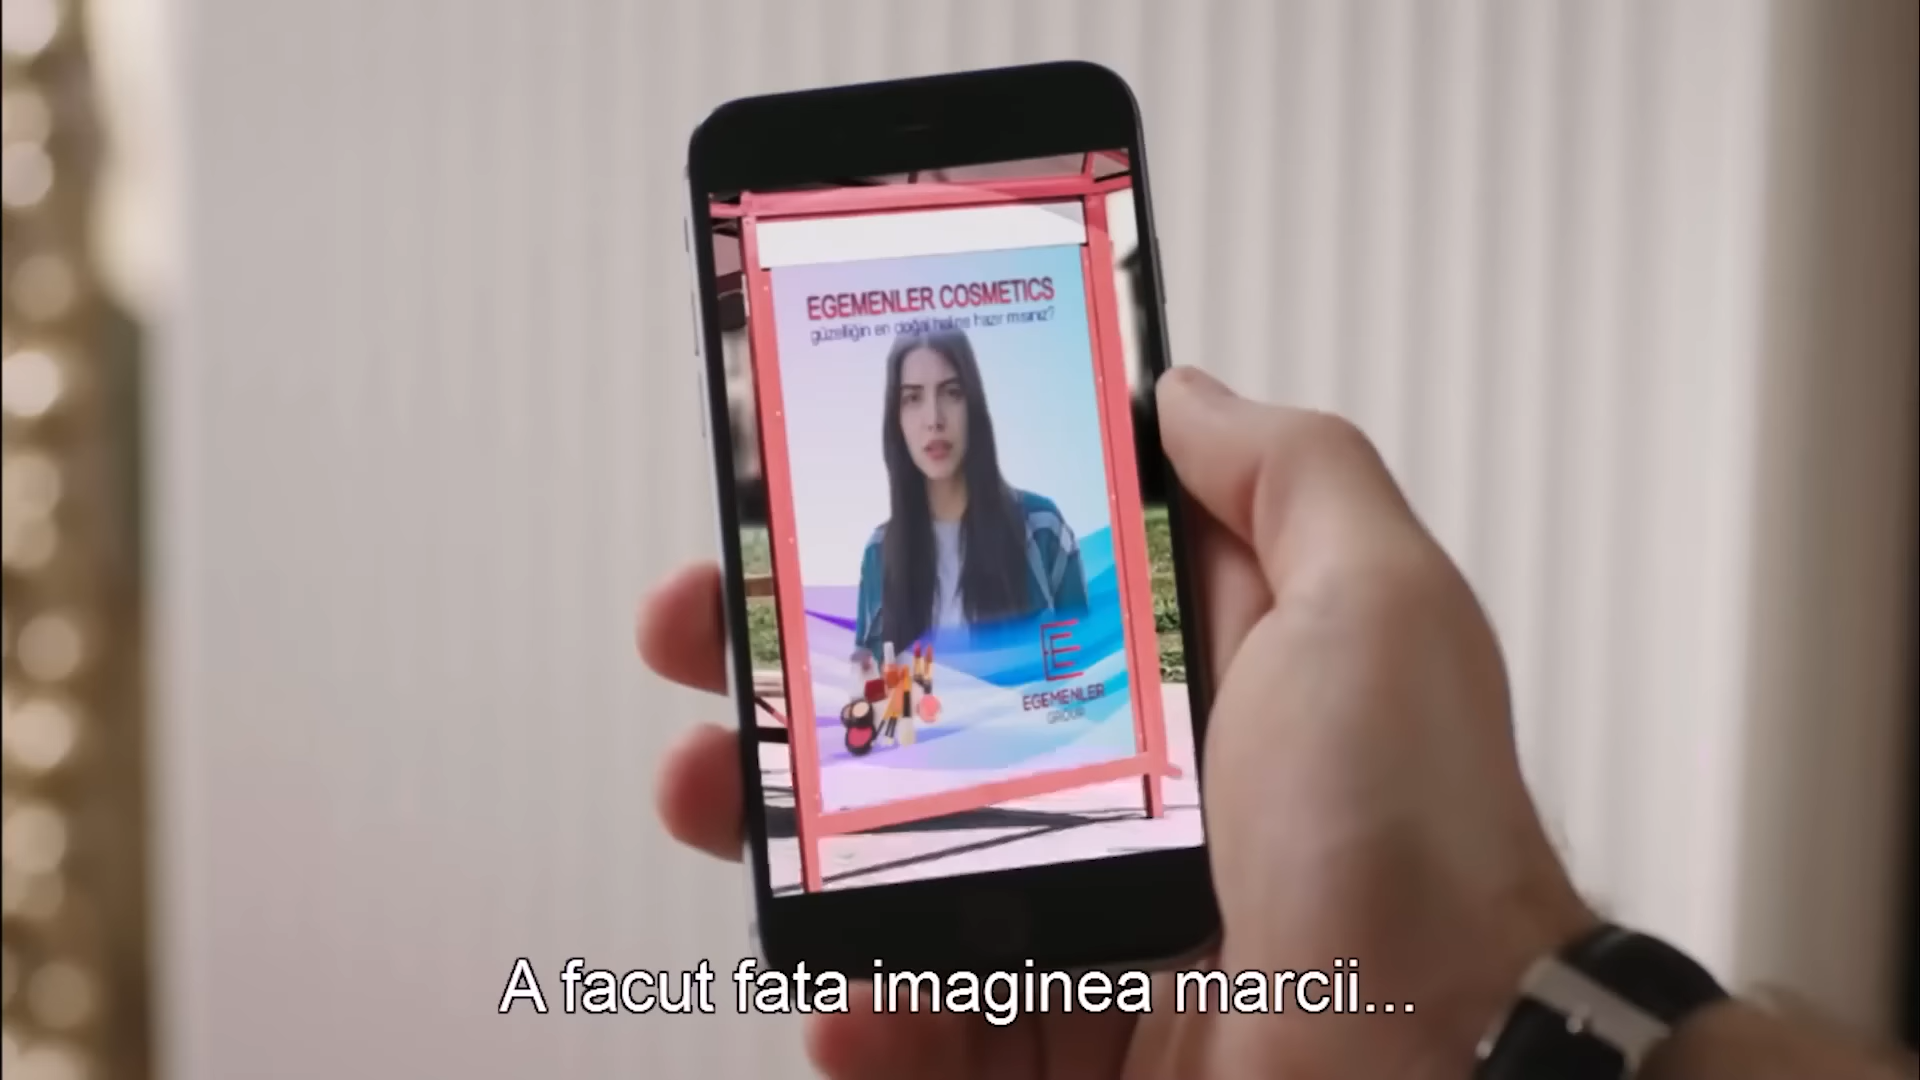 EGEMENLER COSMETICS
güzelliğin en doğal haline hazır mısınız?
E
EGEMENLER
GROUP
A facut fata imaginea marcii...